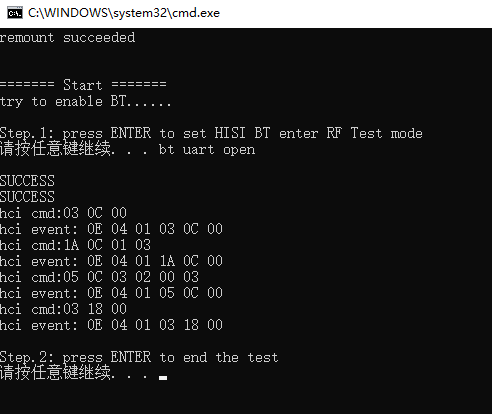 C:\WINDOWS\system32\cmd.exe
remount succeeded
======= Start =======
try to enable BT......
Step.1: press ENTER to set HISI BT enter RF Test mode
请按任意键继续. . . bt uart open
SUCCESS
SUCCESS
hci cmd:03 0C 00
hci event: 0E 04 01 03 0C 00
hci cmd:1A 0C 01 03
hci event: 0E 04 01 1A 0C 00
hci cmd:05 0C 03 02 00 03
hci event: 0E 04 01 05 0C 00
hci cmd:03 18 00
hci event: 0E 04 01 03 18 00
Step.2: press ENTER to end the test
请按任意键继续. . .